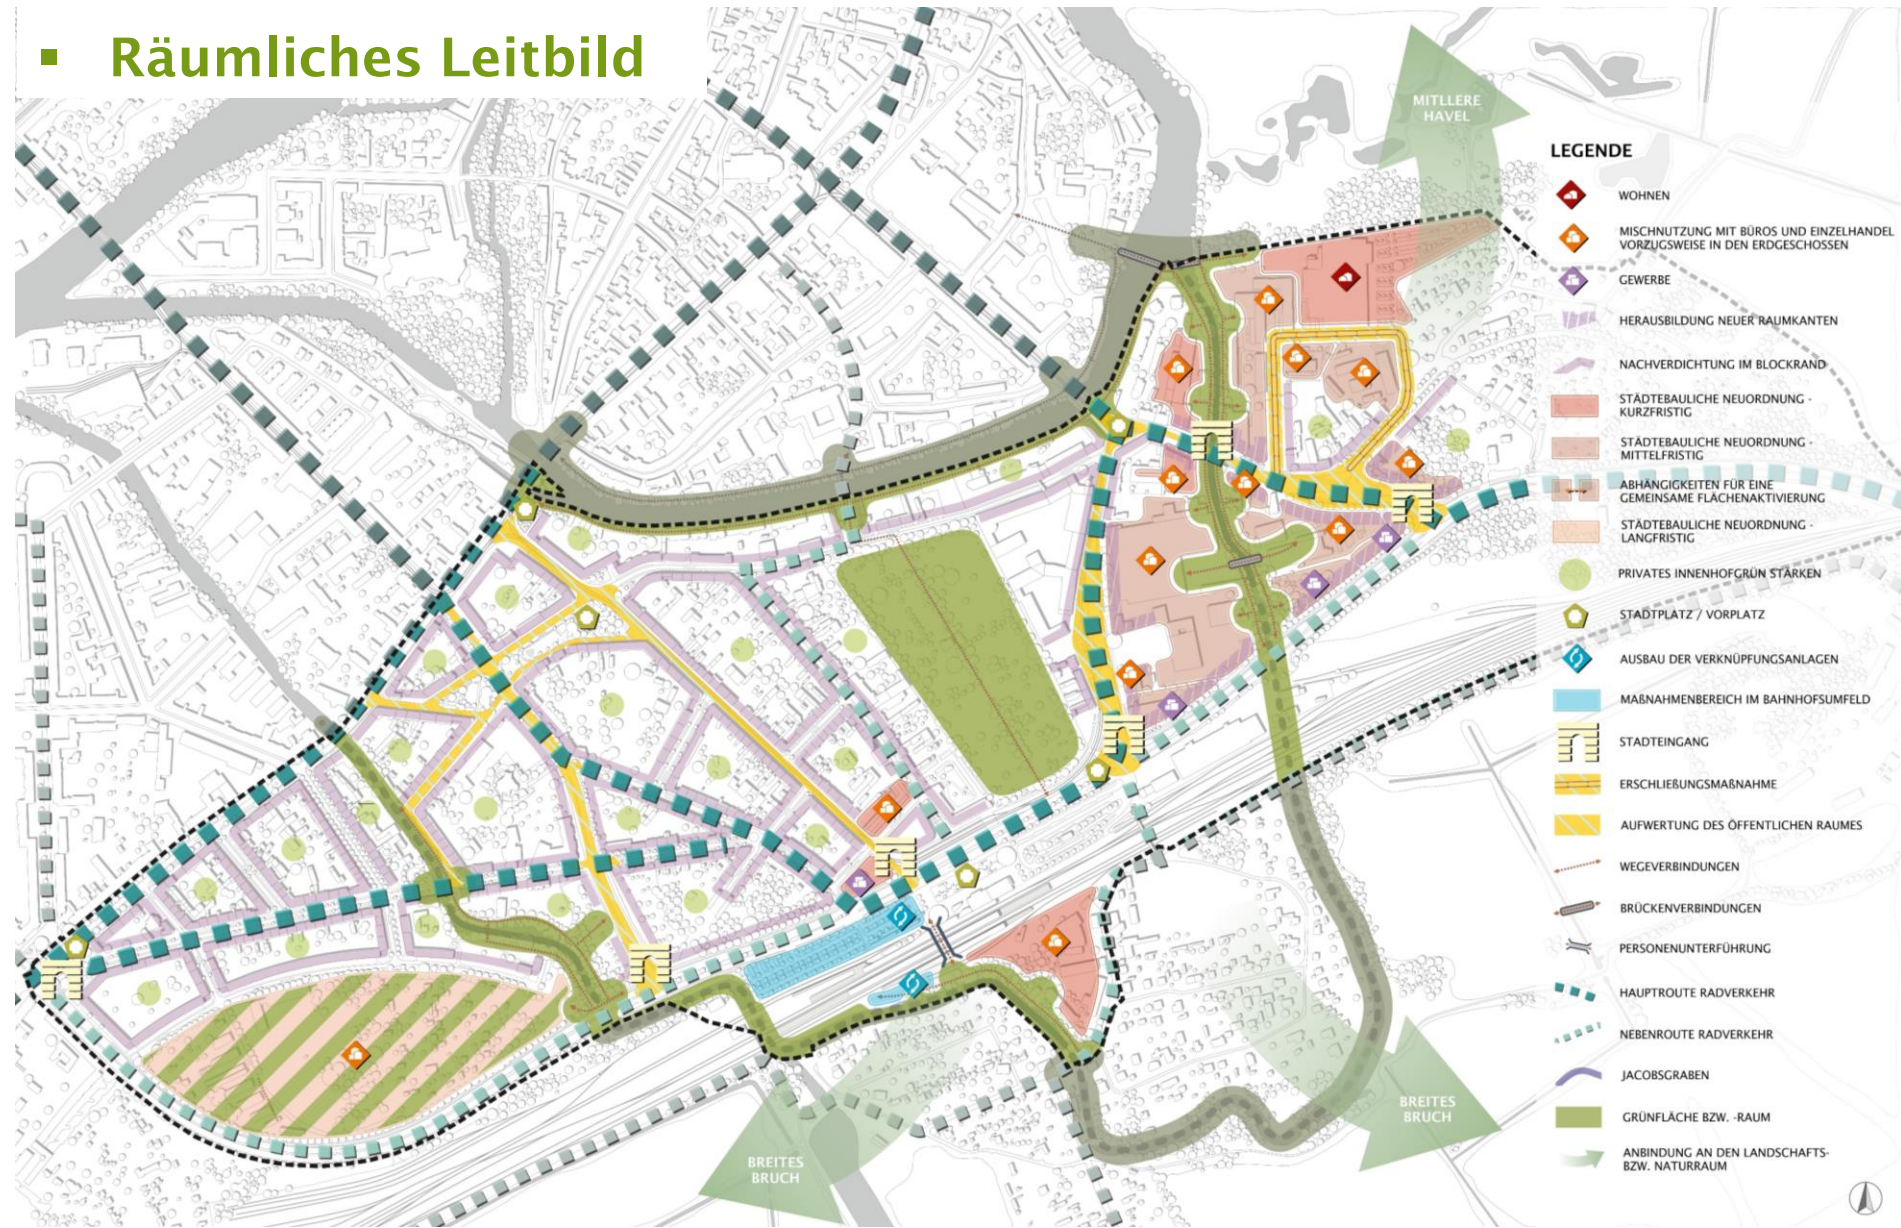 ▪ Räumliches Leitbild
MITLLERE
HAVEL
LEGENDE
WOHNEN
MISCHNUTZUNG MIT BÜROS UND EINZELHANDEL
VORZUGSWEISE IN DEN ERDGESCHOSSEN
GEWERBE
HERAUSBILDUNG NEUER RAUMKANTEN
NACHVERDICHTUNG IM BLOCKRAND
STÄDTEBAULICHE NEUORDNUNG -
KURZFRISTIG
STÄDTEBAULICHE NEUORDNUNG -
MITTELFRISTIG
ABHÄNGIGKEITEN FÜR EINE
GEMEINSAME FLÄCHENAKTIVIERUNG
STÄDTEBAULICHE NEUORDNUNG -
LANGFRISTIG
PRIVATES INNENHOFGRÜN STÄRKEN
STADTPLATZ / VORPLATZ
AUSBAU DER VERKNÜPFUNGSANLAGEN
MAßNAHMENBEREICH IM BAHNHOFSUMFELD
STADTEINGANG
ERSCHLIEßUNGSMAßNAHME
AUFWERTUNG DES ÖFFENTLICHEN RAUMES
WEGEVERBINDUNGEN
BRÜCKENVERBINDUNGEN
PERSONENUNTERFÜHRUNG
HAUPTROUTE RADVERKEHR
NEBENROUTE RADVERKEHR
JACOBSGRABEN
GRÜNFLÄCHE BZW. -RAUM
ANBINDUNG AN DEN LANDSCHAFTS-
BZW. NATURRAUM
BREITES
BRUCH
BREITES
BRUCH